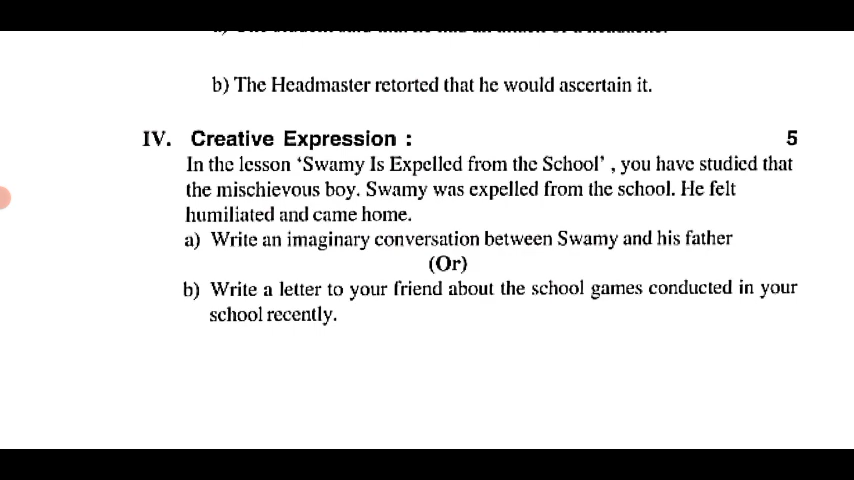 b) The Headmaster retorted that he would ascertain it.
IV. Creative Expression : 5
In the lesson 'Swamy Is Expelled from the School' , you have studied that
the mischievous boy. Swamy was expelled from the school. He felt
humiliated and came home.
a) Write an imaginary conversation between Swamy and his father
(Or)
b) Write a letter to your friend about the school games conducted in your
school recently.